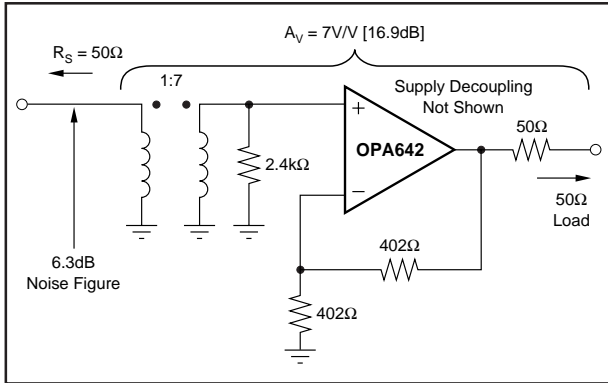 A_V = 7V/V [16.9dB]
R_S = 50Ω
1:7
Supply Decoupling
Not Shown
+
OPA642
50Ω
2.4kΩ
−
50Ω
Load
402Ω
6.3dB
Noise Figure
402Ω